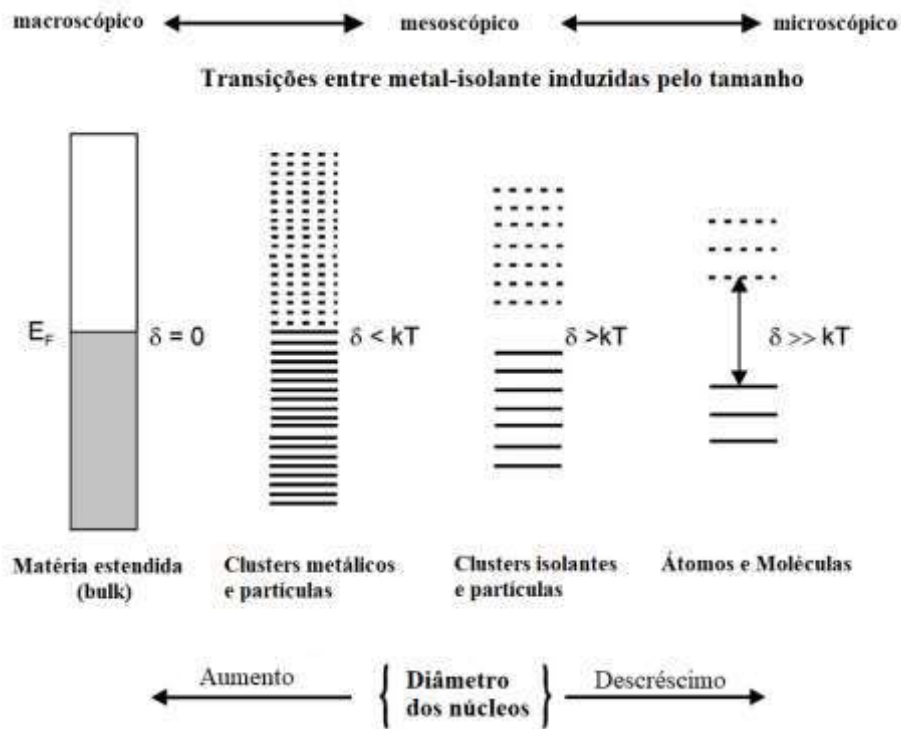 macroscópico mesoscópico microscópico
Transições entre metal-isolante induzidas pelo tamanho
E_F δ = 0 δ < kT δ >kT δ >> kT
Matéria estendida
(bulk)
Clusters metálicos
e partículas
Clusters isolantes
e partículas
Átomos e Moléculas
Aumento { Diâmetro
dos núcleos } Descréscimo